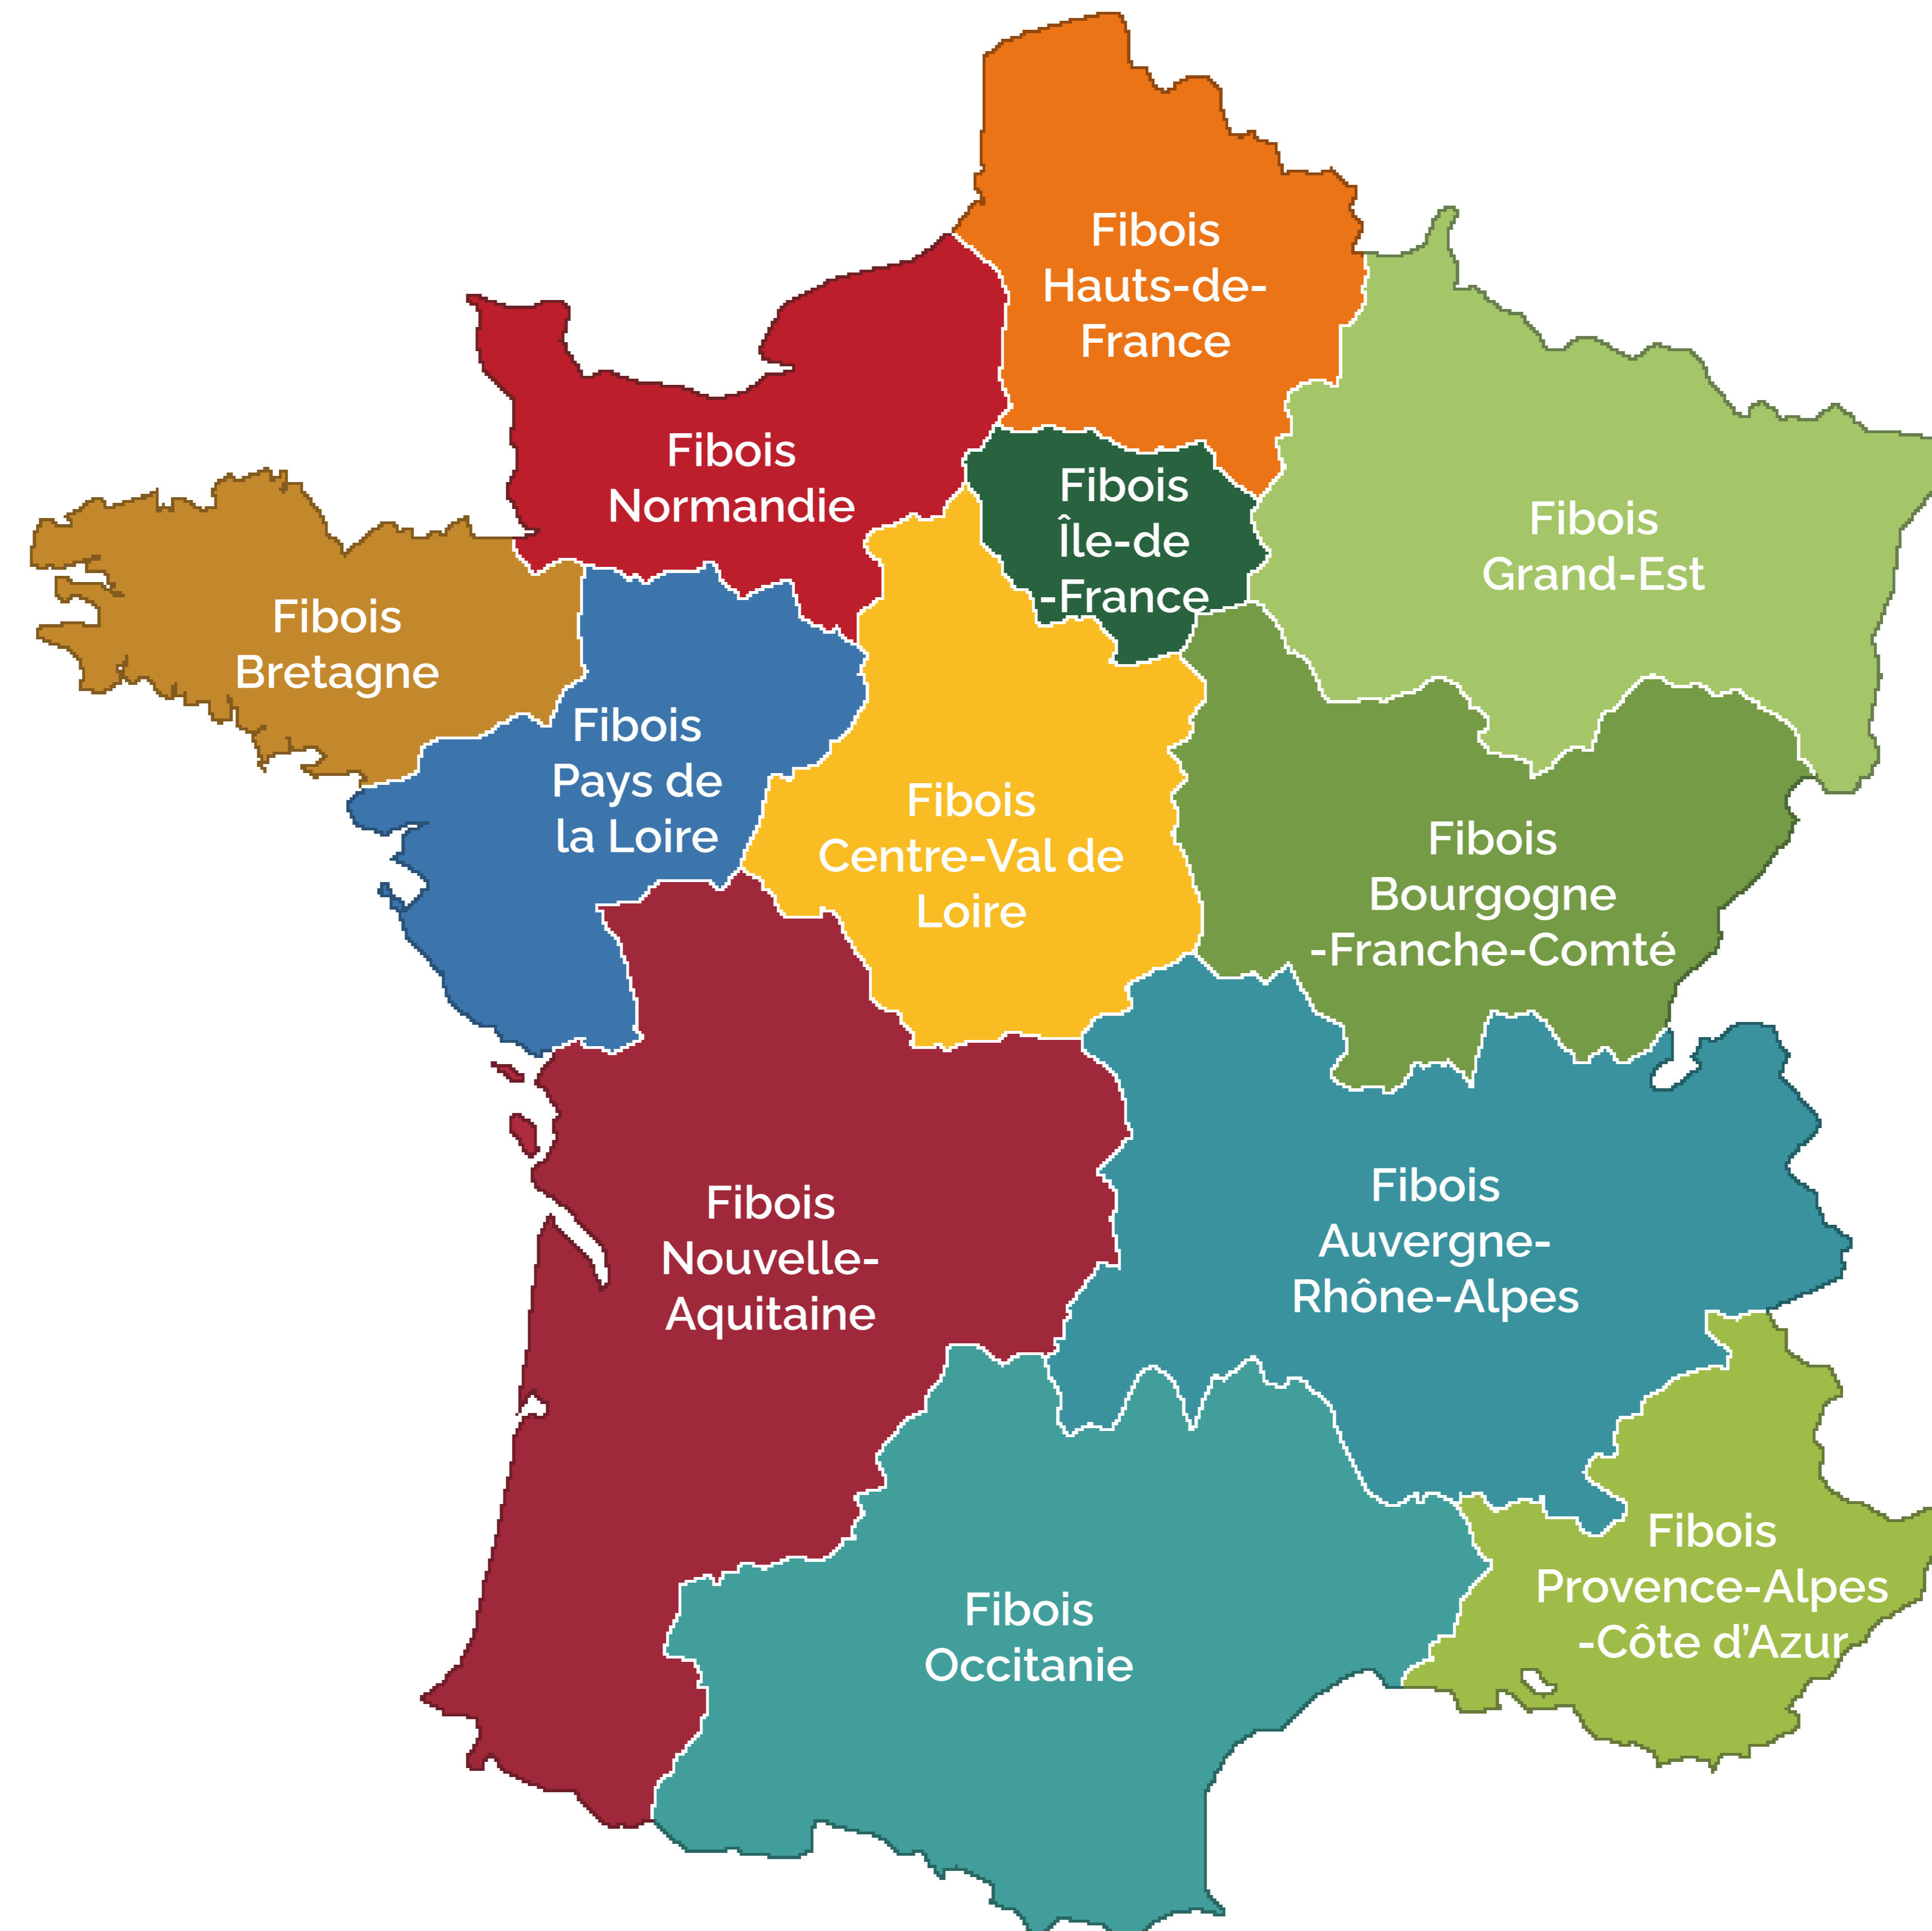 Fibois
Hauts-de-
France
Fibois
Normandie
Fibois
Île-de
-France
Fibois
Grand-Est
Fibois
Bretagne
Fibois
Pays de
la Loire
Fibois
Centre-Val de
Loire
Fibois
Bourgogne
-Franche-Comté
Fibois
Nouvelle-
Aquitaine
Fibois
Auvergne-
Rhône-Alpes
Fibois
Occitanie
Fibois
Provence-Alpes
-Côte d’Azur